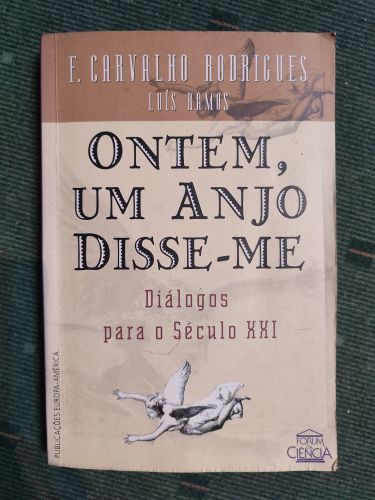 F. CARVALHO RODRIGUES
LUÍS RAMOS
ONTEM,
UM ANJO
DISSE-ME
Diálogos
para o Século XXI
PUBLICAÇÕES EUROPA-AMÉRICA
FORUM
DA
CIÊNCIA